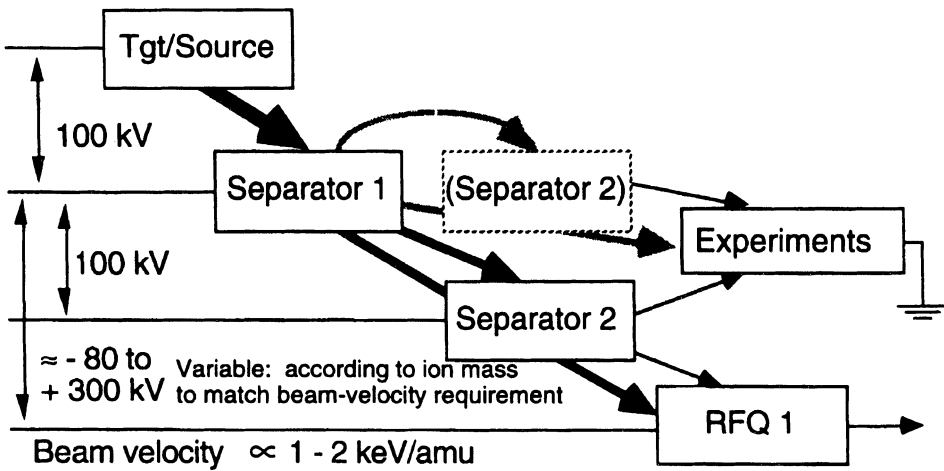 Tgt/Source
100 kV
Separator 1
(Separator 2)
Experiments
100 kV
Separator 2
≈ - 80 to
+ 300 kV
Variable: according to ion mass
to match beam-velocity requirement
RFQ 1
Beam velocity ∝ 1 - 2 keV/amu